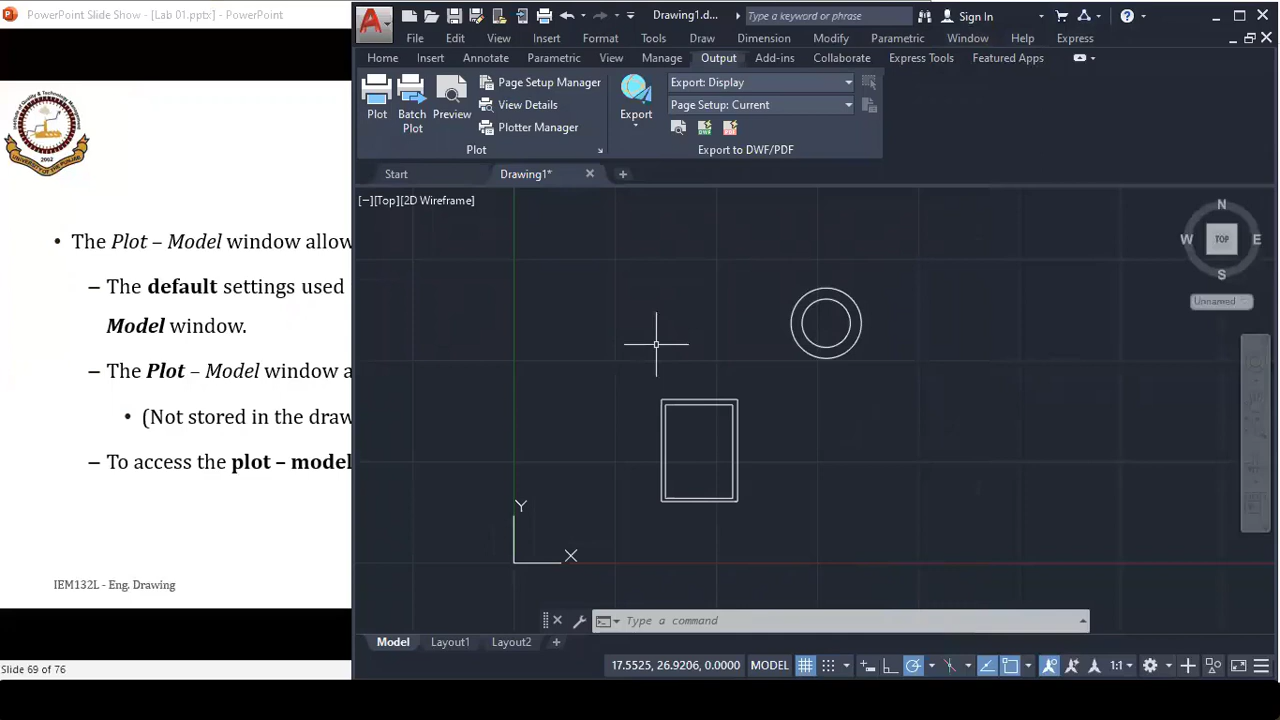 PowerPoint Slide Show - [Lab 01.ppb:] - PowerPoint
2002
UNIVERSITY OF THE PUNJAB
• The Plot – Model window allow
– The default settings used
Model window.
– The Plot – Model window a
• (Not stored in the draw
– To access the plot – model
IEM132L - Eng. Drawing
Slide 69 of 76
Drawing1.d...
Type a keyword or phrase
Sign In
File Edit View Insert Format Tools Draw Dimension Modify Parametric Window Help Express
Home Insert Annotate Parametric View Manage Output Add-ins Collaborate Express Tools Featured Apps
Plot
Batch
Plot
Preview
Page Setup Manager
View Details
Plotter Manager
Plot
Export
Export: Display
Page Setup: Current
Export to DWF/PDF
Start
Drawing1*
[−][Top][2D Wireframe]
N
W
TOP
E
S
Unnamed
Y
X
Type a command
Model Layout1 Layout2 +
17.5525, 26.9206, 0.0000 MODEL 1:1